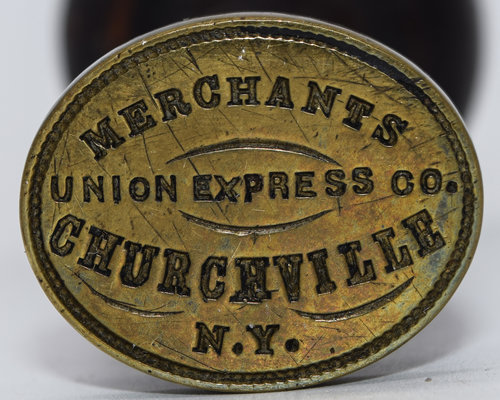 MERCHANTS
UNION EXPRESS CO.
CHURCHVILLE
N.Y.